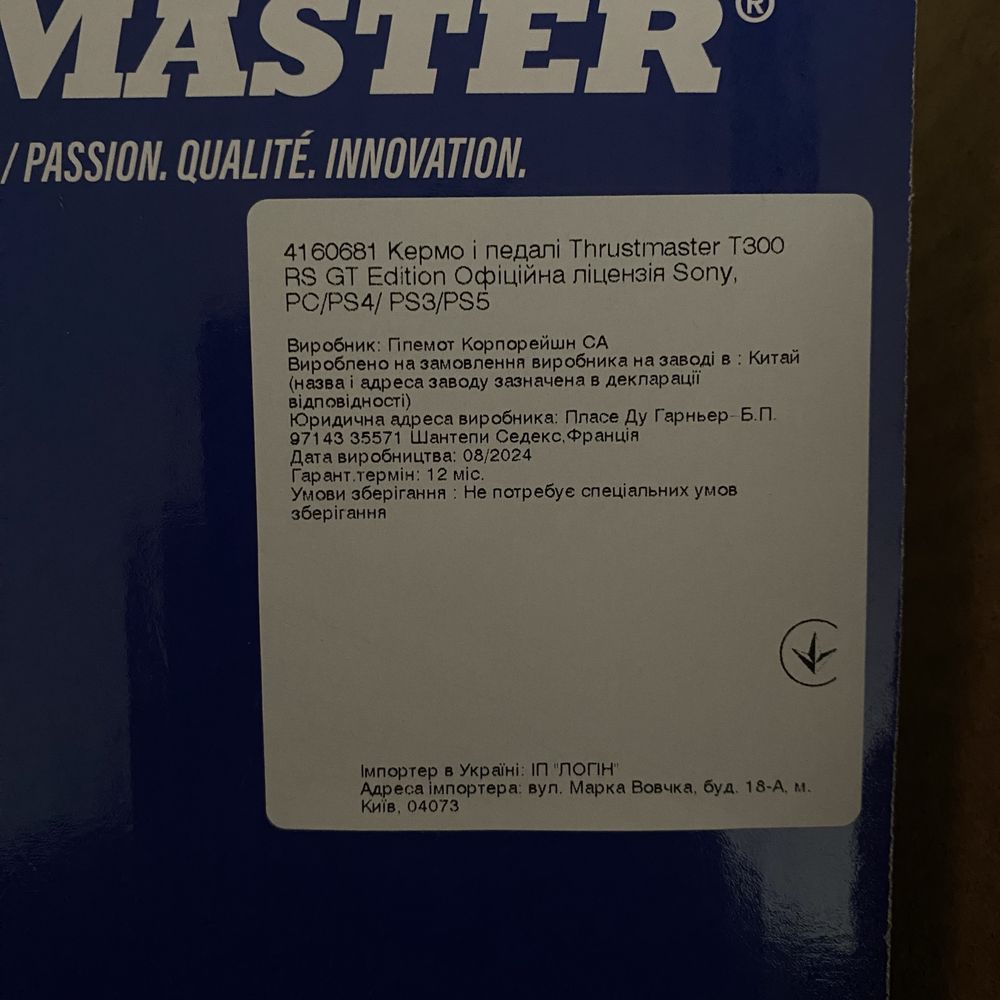 MASTER®
/ PASSION. QUALITÉ. INNOVATION.
4160681 Кермо і педалі Thrustmaster T300
RS GT Edition Офіційна ліцензія Sony,
PC/PS4/ PS3/PS5
Виробник: Гілемот Корпорейшн СА
Вироблено на замовлення виробника на заводі в : Китай
(назва і адреса заводу зазначена в декларації
відповідності)
Юридична адреса виробника: Пласе Ду Гарньер- Б.П.
97143 35571 Шантепи Седекс,Франція
Дата виробництва: 08/2024
Гарант.термін: 12 міс.
Умови зберігання : Не потребує спеціальних умов
зберігання
Імпортер в Україні: ІП "ЛОГІН"
Адреса імпортера: вул. Марка Вовчка, буд. 18-А, м.
Київ, 04073